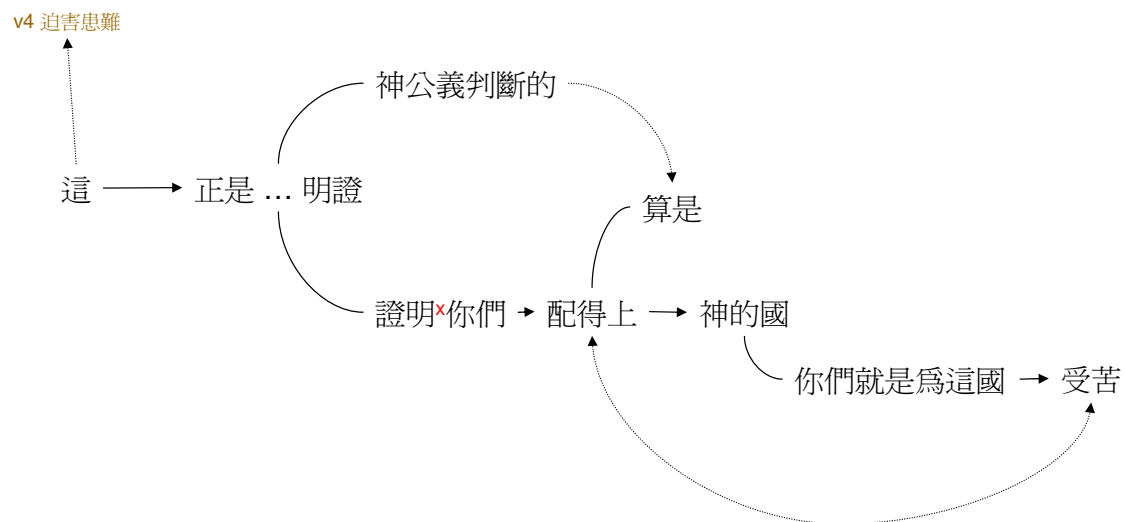 v4 迫害患難
神公義判斷的
這 正是 … 明證
算是
證明x你們 配得上 神的國
你們就是爲這國 受苦